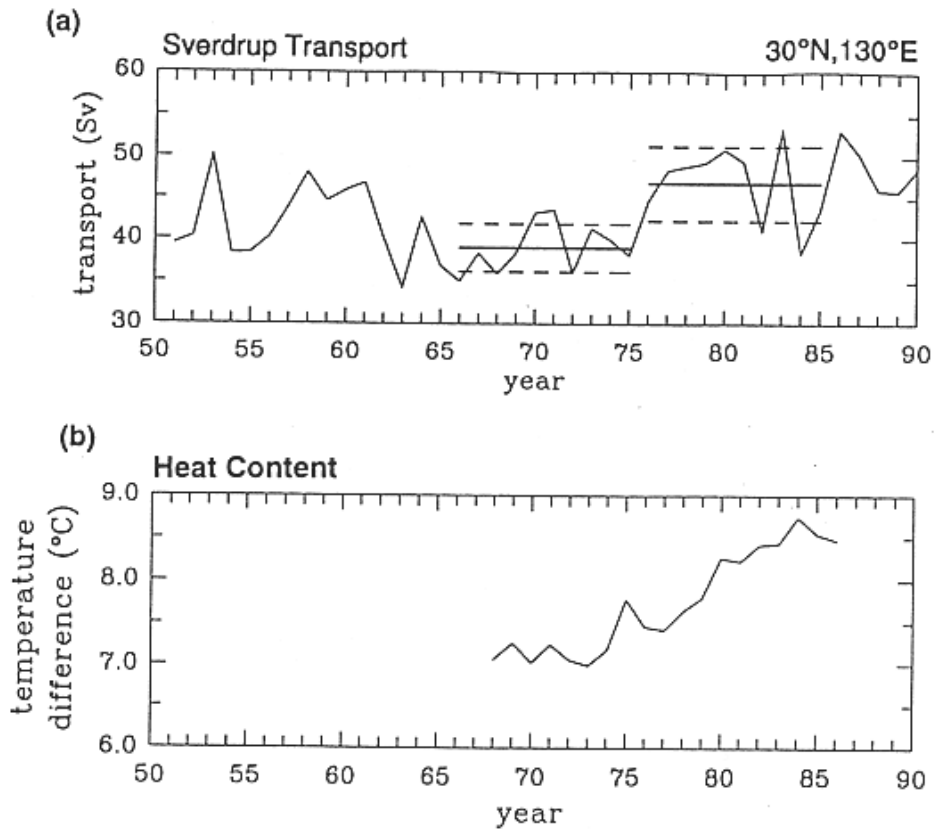 (a)
Sverdrup Transport 30°N,130°E
60
50
40
30
transport (Sv)
50 55 60 65 70 75 80 85 90
year
(b)
Heat Content
9.0
8.0
7.0
6.0
temperature
difference (°C)
50 55 60 65 70 75 80 85 90
year